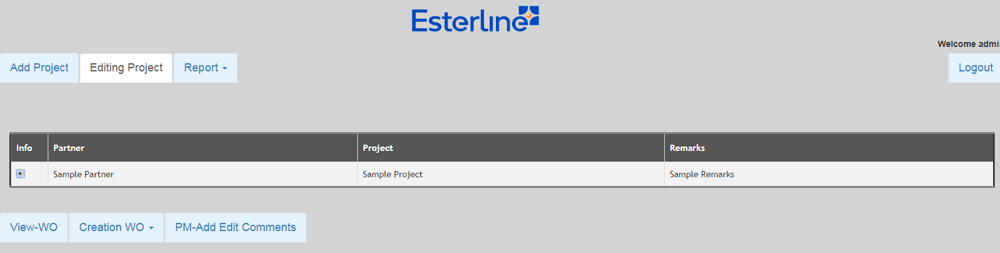 Esterline
Welcome admi
Add Project Editing Project Report Logout
Info Partner Project Remarks
Sample Partner Sample Project Sample Remarks
View-WO Creation WO PM-Add Edit Comments